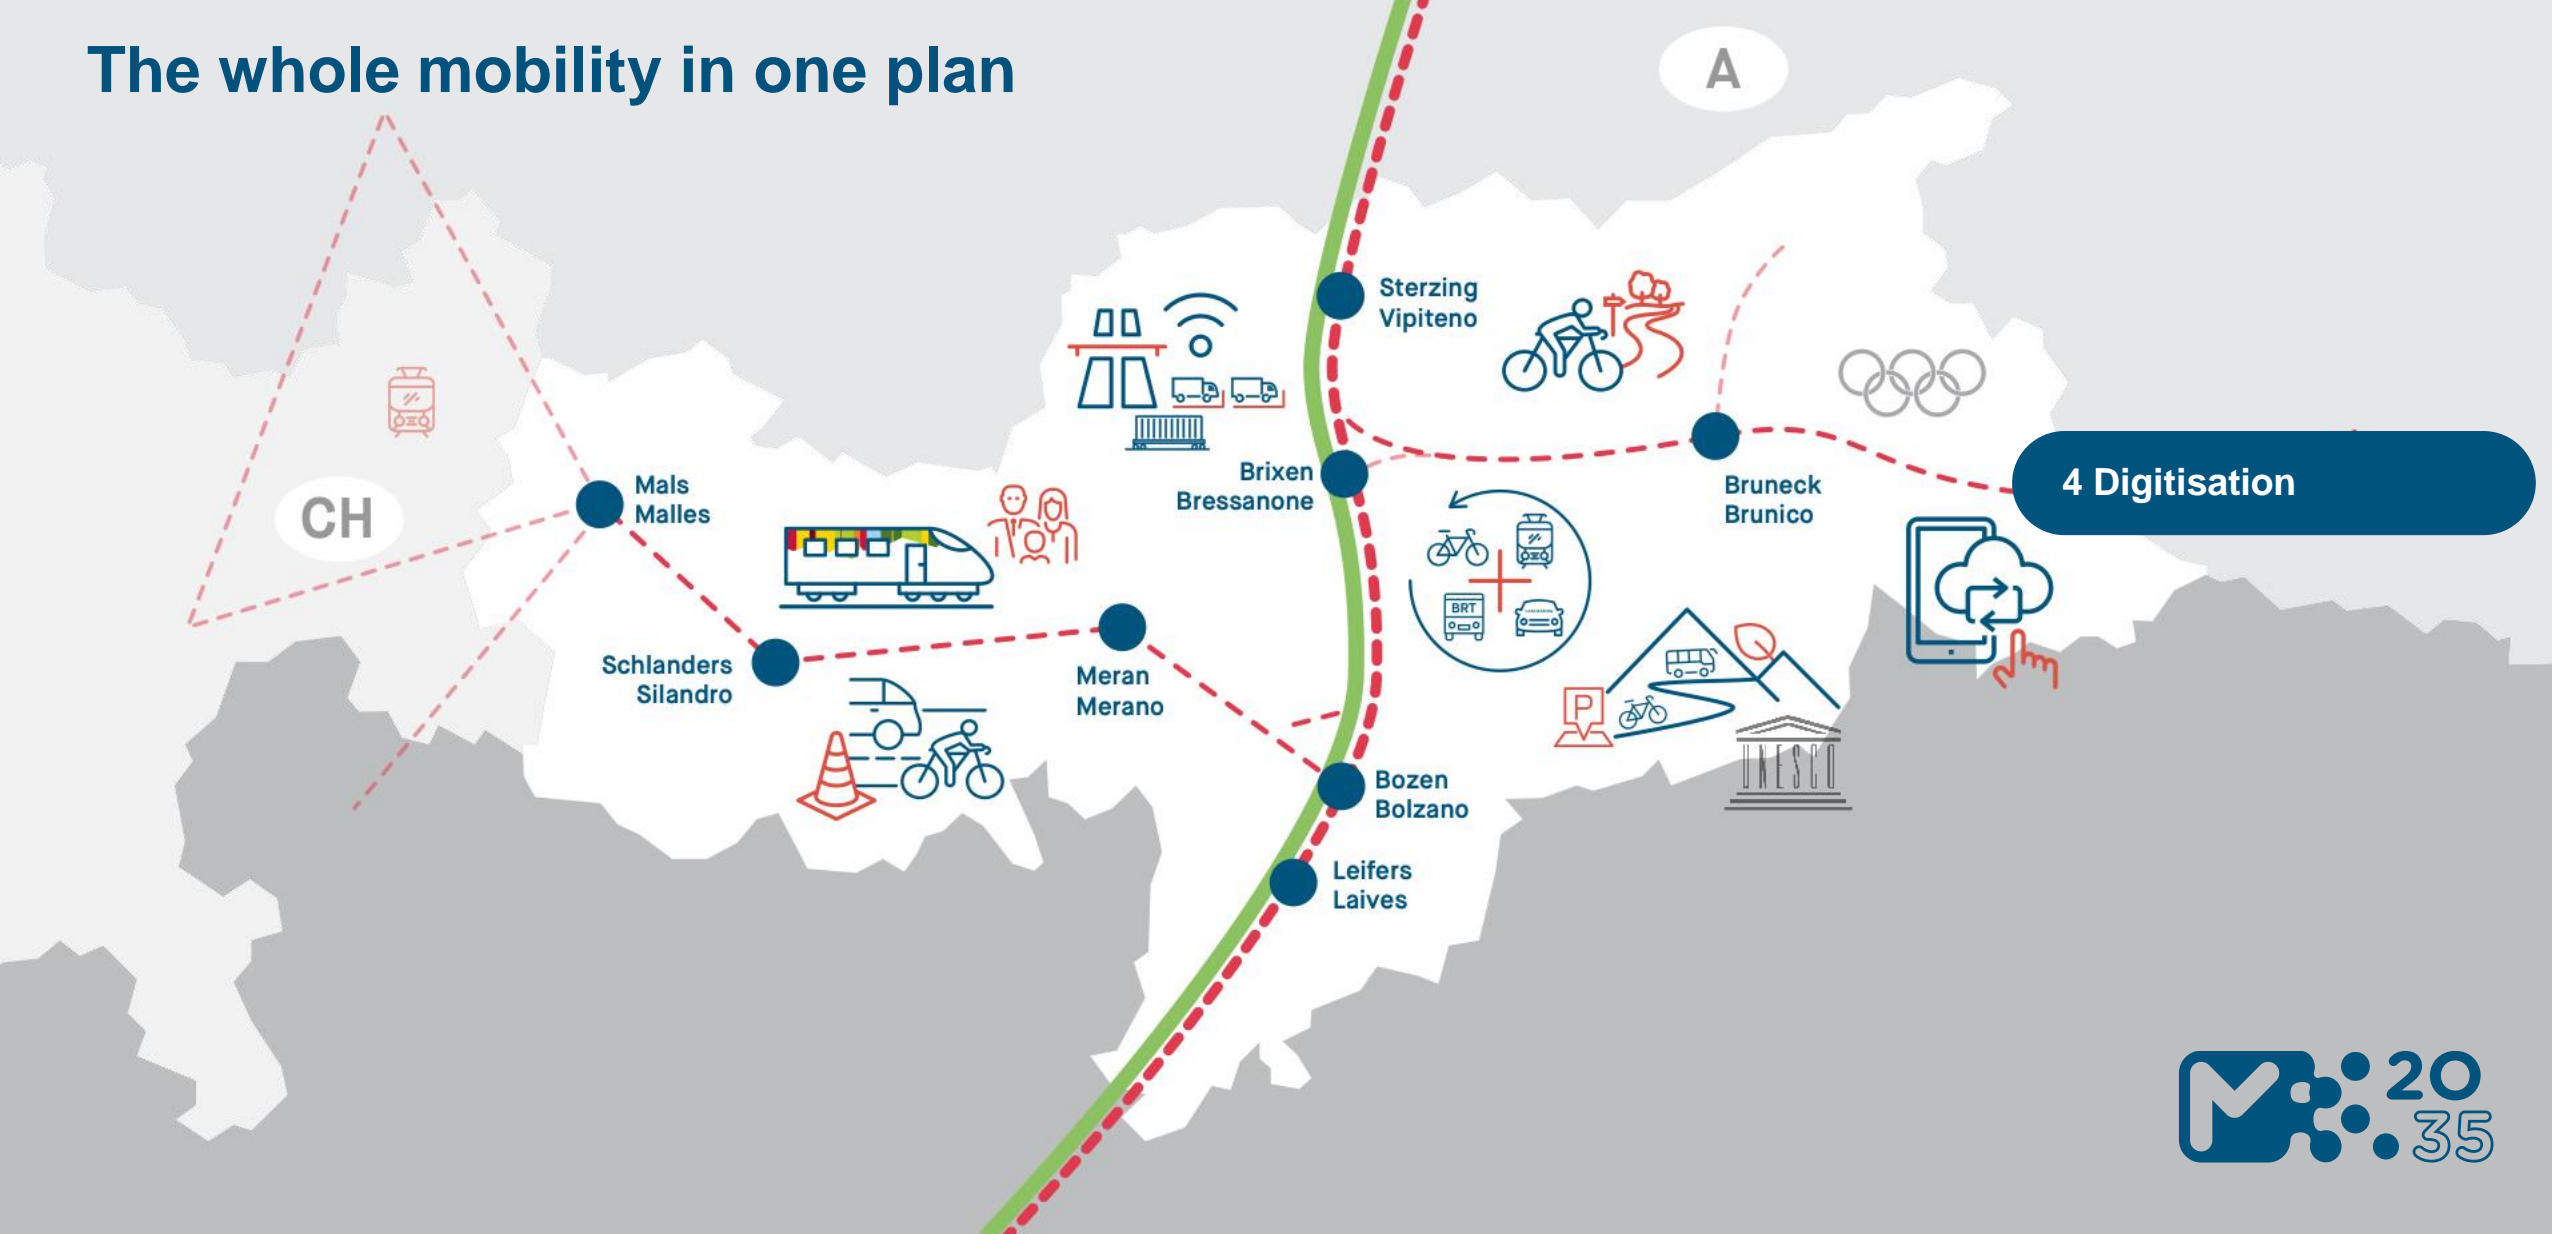 The whole mobility in one plan
A
Sterzing
Vipiteno
Mals
Malles
CH
Brixen
Bressanone
Bruneck
Brunico
4 Digitisation
BRT
Schlanders
Silandro
Meran
Merano
P
UNESCO
Bozen
Bolzano
Leifers
Laives
M
20
35